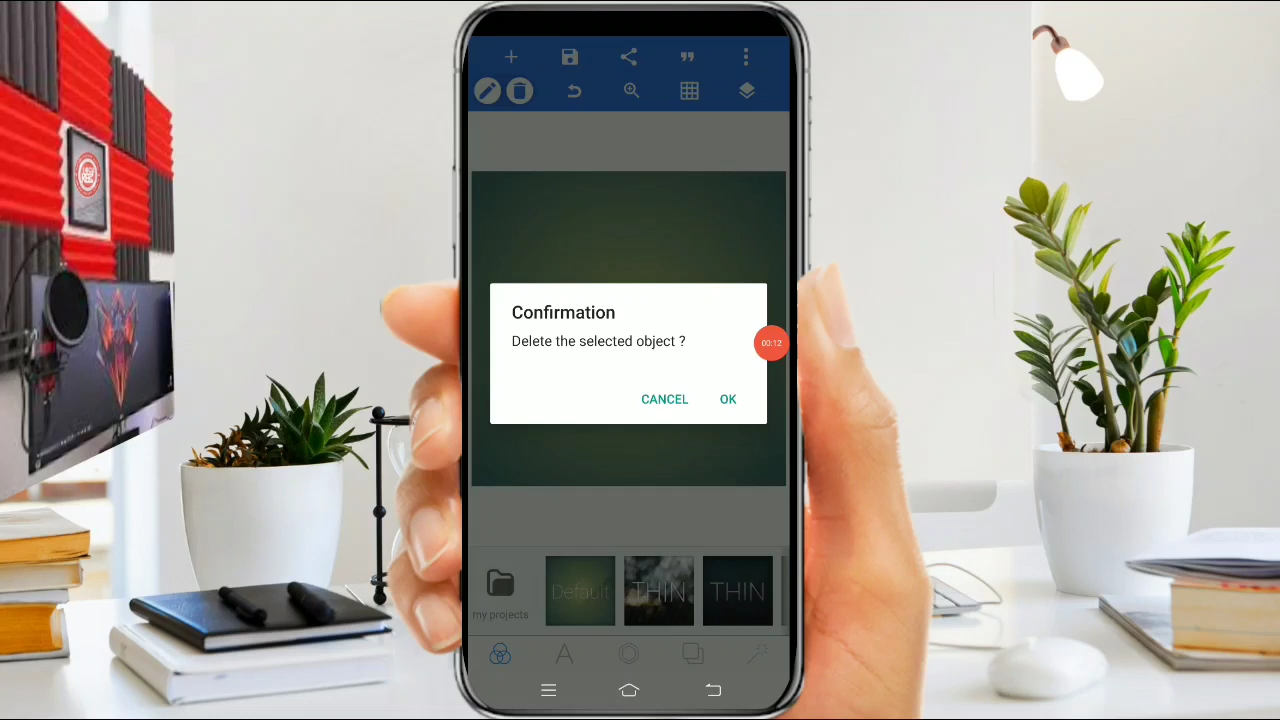 Confirmation
Delete the selected object ?
00:12
CANCEL OK
Default
THIN
THIN
my projects